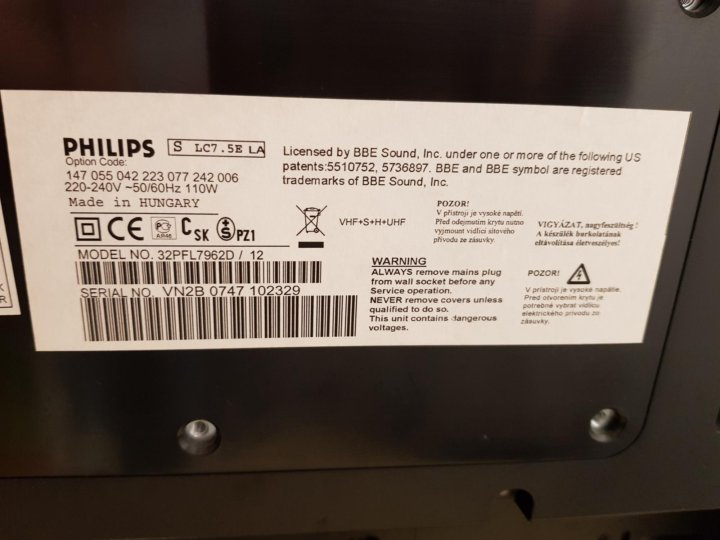 PHILIPS S LC7.5E LA
Option Code:
147 055 042 223 077 242 006
220-240V ~50/60Hz 110W
Made in HUNGARY
CE CSK S PZ1
MODEL NO. 32PFL7962D / 12
SERIAL NO. VN2B 0747 102329
Licensed by BBE Sound, Inc. under one or more of the following US
patents:5510752, 5736897. BBE and BBE symbol are registered
trademarks of BBE Sound, Inc.
VHF+S+H+UHF
POZOR!
V přístroji je vysoké napětí.
Před odejmutím krytu nutno
vyjmout vidlici síťového
přívodu ze zásuvky.
VIGYÁZAT, nagyfeszültség !
A készülék burkolatának
eltávolítása életveszélyes!
WARNING
ALWAYS remove mains plug
from wall socket before any
Service operation.
NEVER remove covers unless
qualified to do so.
This unit contains dangerous
voltages.
POZOR!
V prístroji je vysoké napätie.
Pred otvorením krytu je
potrebné vybrať vidlicu
elektrického prívodu zo
zásuvky.